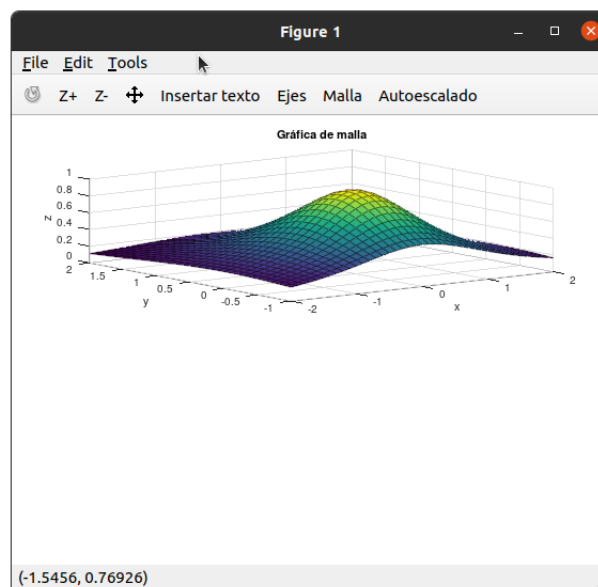 Figure 1
File Edit Tools
Z+ Z- Insertar texto Ejes Malla Autoescalado
Gráfica de malla
1
0.8
0.6
0.4
0.2
0
z
2
1.5
1
0.5
0
-0.5
-1
y
-2
-1
0
1
2
x
(-1.5456, 0.76926)